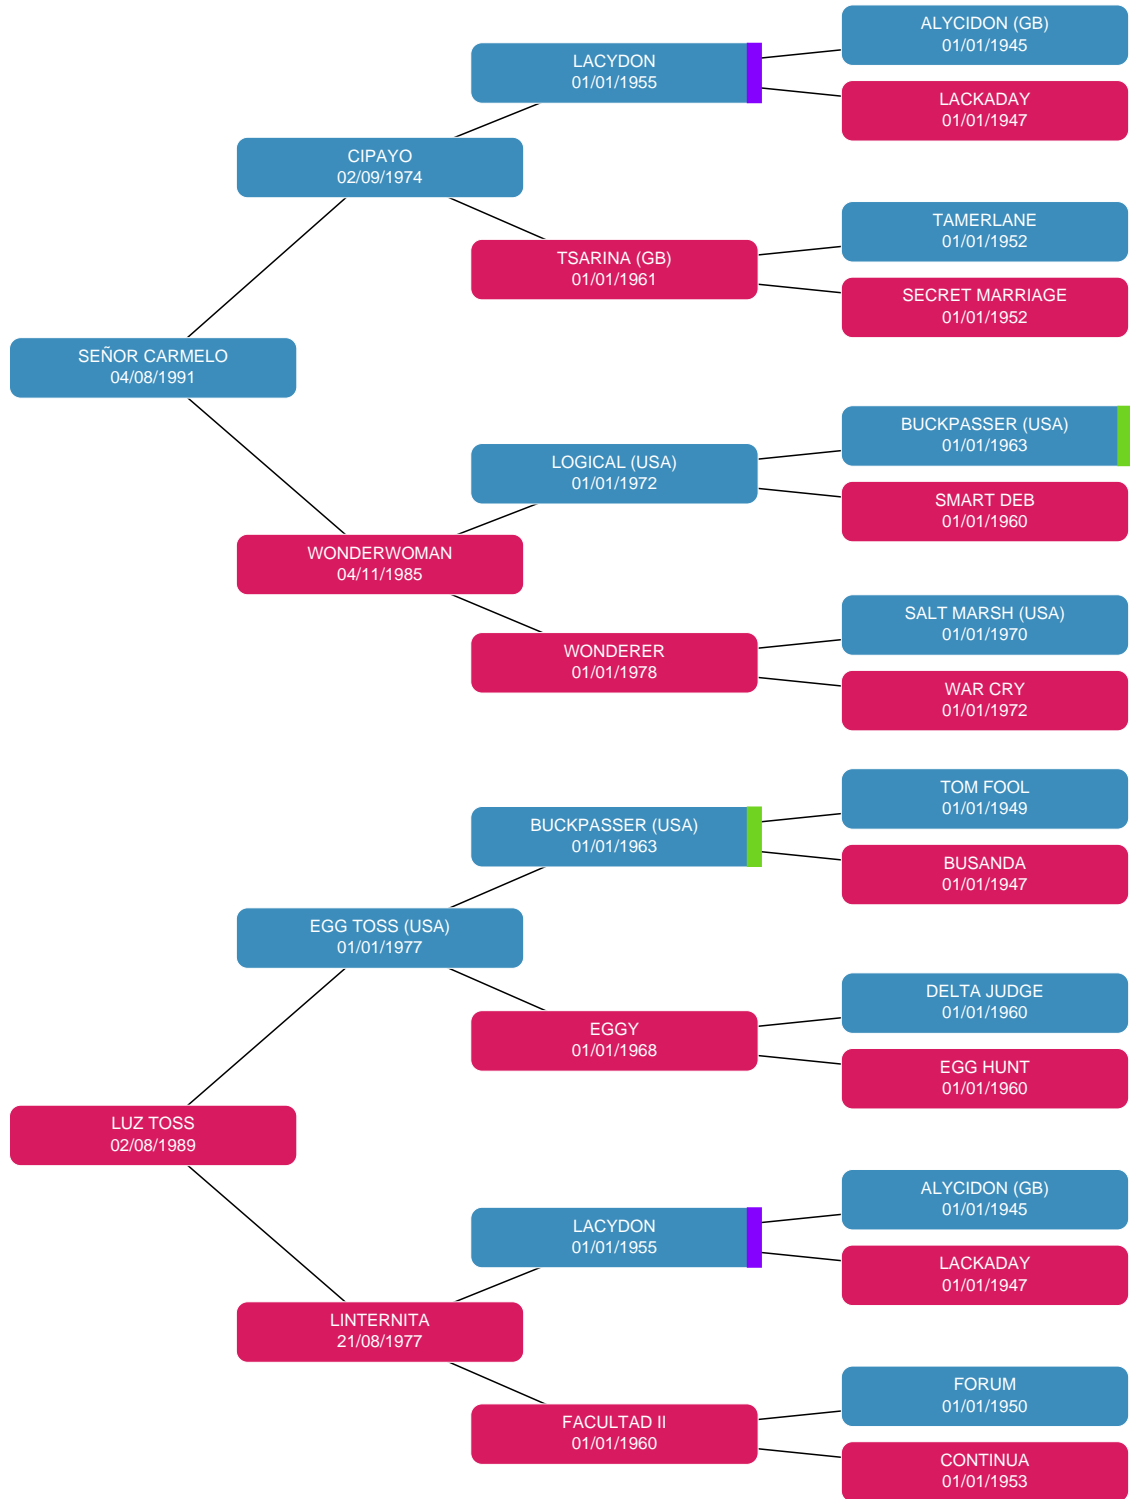 ALYCIDON (GB)
01/01/1945
LACYDON
01/01/1955
LACKADAY
01/01/1947
CIPAYO
02/09/1974
TAMERLANE
01/01/1952
TSARINA (GB)
01/01/1961
SECRET MARRIAGE
01/01/1952
SEÑOR CARMELO
04/08/1991
BUCKPASSER (USA)
01/01/1963
LOGICAL (USA)
01/01/1972
SMART DEB
01/01/1960
WONDERWOMAN
04/11/1985
SALT MARSH (USA)
01/01/1970
WONDERER
01/01/1978
WAR CRY
01/01/1972
TOM FOOL
01/01/1949
BUCKPASSER (USA)
01/01/1963
BUSANDA
01/01/1947
EGG TOSS (USA)
01/01/1977
DELTA JUDGE
01/01/1960
EGGY
01/01/1968
EGG HUNT
01/01/1960
LUZ TOSS
02/08/1989
ALYCIDON (GB)
01/01/1945
LACYDON
01/01/1955
LACKADAY
01/01/1947
LINTERNITA
21/08/1977
FORUM
01/01/1950
FACULTAD II
01/01/1960
CONTINUA
01/01/1953